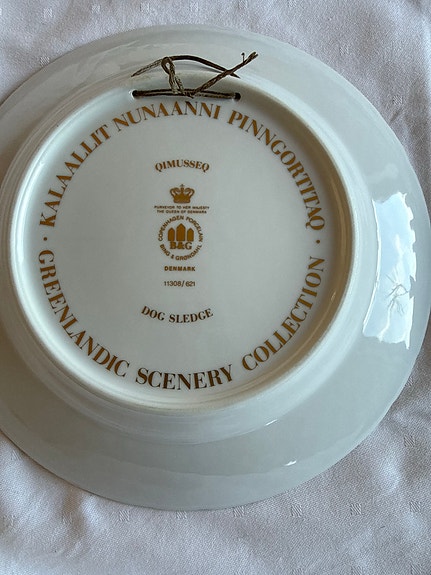 KALAALLIT NUNAANNI PINNGORTITAQ
QIMUSSEQ
PURVEYOR TO HER MAJESTY
THE QUEEN OF DENMARK
COPENHAGEN PORCELAIN
B&G
BING & GRØNDAHL
DENMARK
11308/621
DOG SLEDGE
GREENLANDIC SCENERY COLLECTION